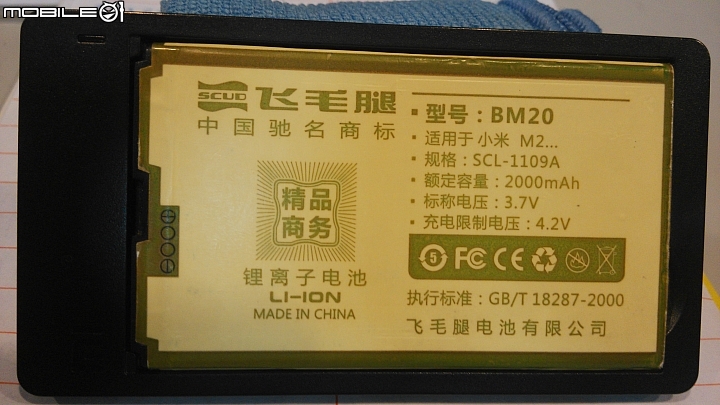 MOBILE01
SCUD 飞毛腿
中国驰名商标
精品
商务
锂离子电池
LI-ION
MADE IN CHINA
型号：BM20
适用于 小米 M2...
规格：SCL-1109A
额定容量：2000mAh
标称电压：3.7V
充电限制电压：4.2V
5 FC CE
执行标准：GB/T 18287-2000
飞毛腿电池有限公司